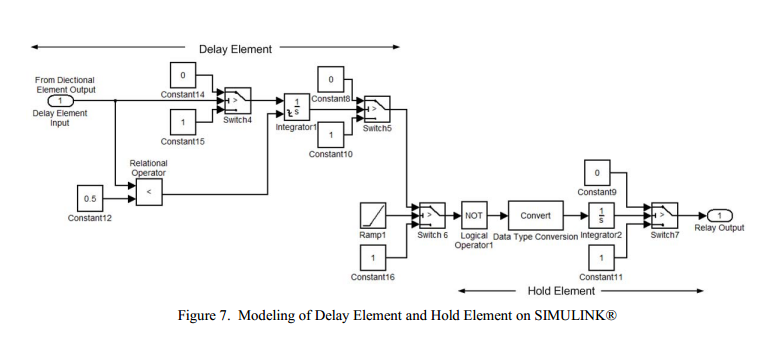 Delay Element
From Diectional
Element Output
1
Delay Element
Input
0
Constant14
>
Switch4
1
Constant15
Relational
Operator
<
0.5
Constant12
1
s
Integrator1
0
Constant8
>
Switch5
1
Constant10
Ramp1
>
Switch 6
1
Constant16
NOT
Logical
Operator1
Convert
Data Type Conversion
1
s
Integrator2
0
Constant9
>
Switch7
1
Constant11
1
Relay Output
Hold Element
Figure 7. Modeling of Delay Element and Hold Element on SIMULINK®